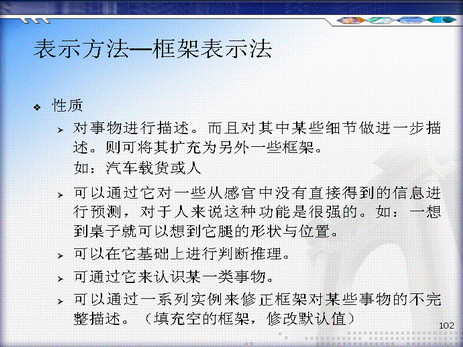 表示方法—框架表示法
性质
对事物进行描述。而且对其中某些细节做进一步描
述。则可将其扩充为另外一些框架。
如：汽车载货或人
可以通过它对一些从感官中没有直接得到的信息进
行预测，对于人来说这种功能是很强的。如：一想
到桌子就可以想到它腿的形状与位置。
可以在它基础上进行判断推理。
可通过它来认识某一类事物。
可以通过一系列实例来修正框架对某些事物的不完
整描述。（填充空的框架，修改默认值）
102